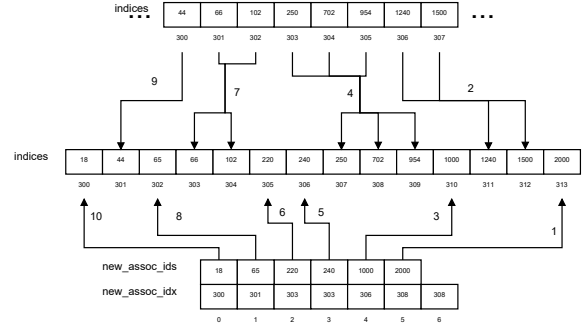 indices
... 44 66 102 250 702 954 1240 1500 ...
300 301 302 303 304 305 306 307
9 7 4 2
indices
18 44 65 66 102 220 240 250 702 954 1000 1240 1500 2000
300 301 302 303 304 305 306 307 308 309 310 311 312 313
10 8 6 5 3 1
new_assoc_ids 18 65 220 240 1000 2000
new_assoc_idx 300 301 303 303 306 308 308
0 1 2 3 4 5 6